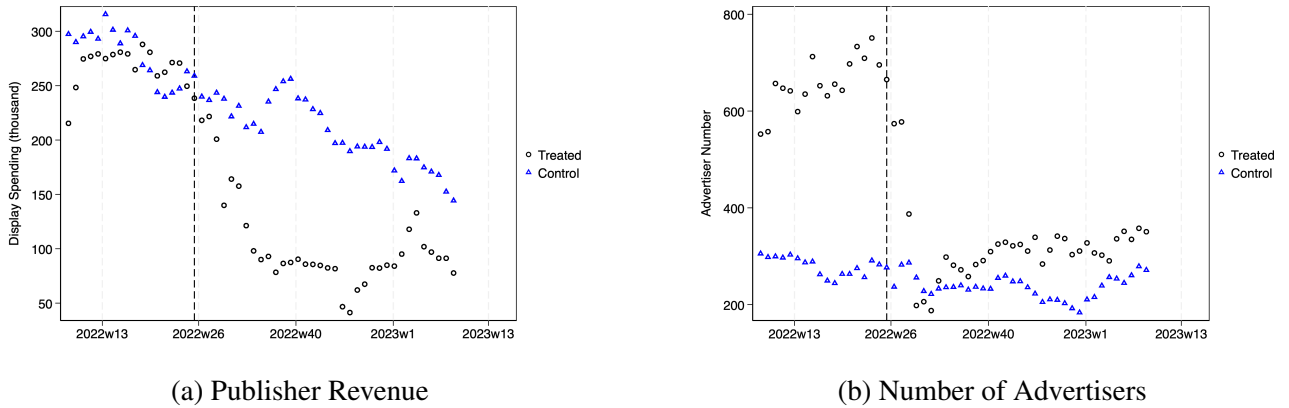 Display Spending (thousand)
300
250
200
150
100
50
2022w13
2022w26
2022w40
2023w1
2023w13
Treated
Control
(a) Publisher Revenue
Advertiser Number
800
600
400
200
2022w13
2022w26
2022w40
2023w1
2023w13
Treated
Control
(b) Number of Advertisers